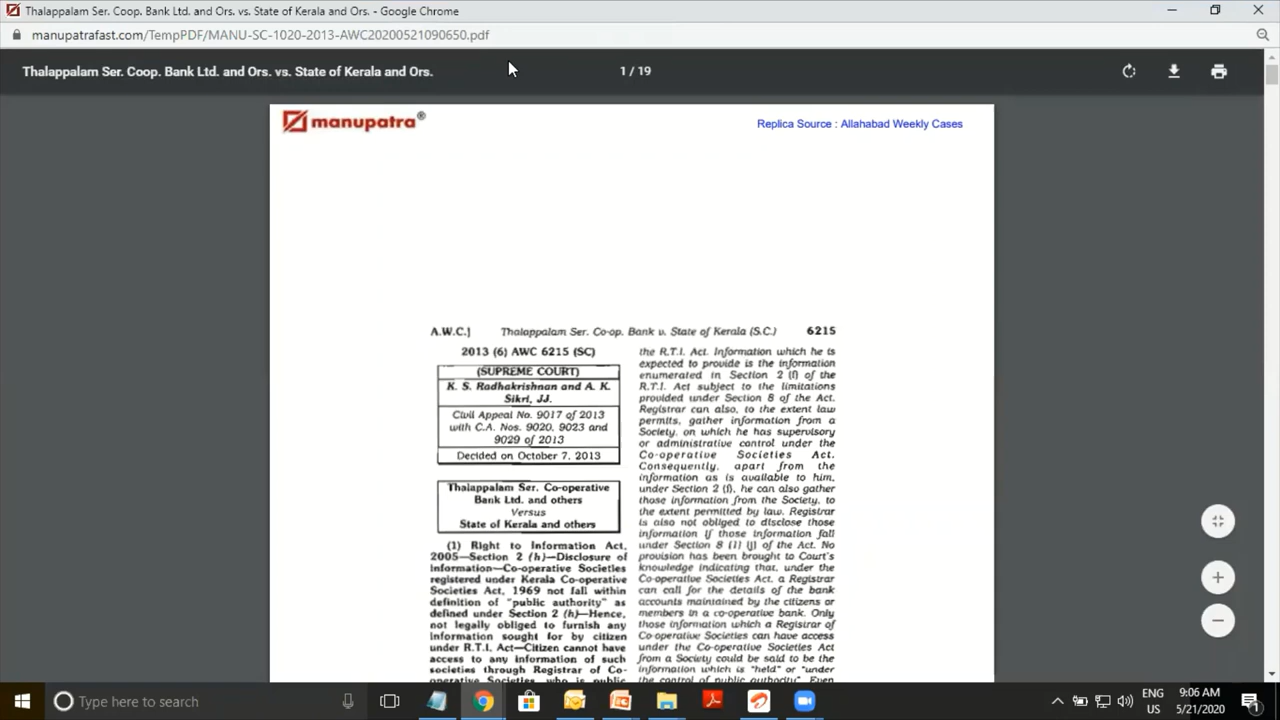 Thalappalam Ser. Coop. Bank Ltd. and Ors. vs. State of Kerala and Ors. - Google Chrome
manupatrafast.com/TempPDF/MANU-SC-1020-2013-AWC20200521090650.pdf
Thalappalam Ser. Coop. Bank Ltd. and Ors. vs. State of Kerala and Ors.
1 / 19
manupatra®
Replica Source : Allahabad Weekly Cases
A.W.C.] Thalappalam Ser. Co-op. Bank v. State of Kerala (S.C.) 6215
2013 (6) AWC 6215 (SC)
(SUPREME COURT)
K. S. Radhakrishnan and A. K.
Sikri, JJ.
Civil Appeal No. 9017 of 2013
with C.A. Nos. 9020, 9023 and
9029 of 2013
Decided on October 7, 2013
Thalappalam Ser. Co-operative
Bank Ltd. and others
Versus
State of Kerala and others
(1) Right to Information Act,
2005—Section 2 (h)—Disclosure of
information—Co-operative Societies
registered under Kerala Co-operative
Societies Act, 1969 not fall within
definition of "public authority" as
defined under Section 2 (h)—Hence,
not legally obliged to furnish any
information sought for by citizen
under R.T.I. Act—Citizen cannot have
access to any information of such
societies through Registrar of Co-
operative Societies who is public
the R.T.I. Act. Information which he is
expected to provide is the information
enumerated in Section 2 (f) of the
R.T.I. Act subject to the limitations
provided under Section 8 of the Act.
Registrar can also, to the extent law
permits, gather information from a
Society, on which he has supervisory
or administrative control under the
Co-operative Societies Act.
Consequently, apart from the
information as is available to him,
under Section 2 (f), he can also gather
those information from the Society, to
the extent permitted by law. Registrar
is also not obliged to disclose those
information if those information fall
under Section 8 (1) (j) of the Act. No
provision has been brought to Court's
knowledge indicating that, under the
Co-operative Societies Act, a Registrar
can call for the details of the bank
accounts maintained by the citizens or
members in a co-operative bank. Only
those information which a Registrar of
Co-operative Societies can have access
under the Co-operative Societies Act
from a Society could be said to be the
information which is "held" or "under
the control of public authority". Even
Type here to search
ENG
US
9:06 AM
5/21/2020
1